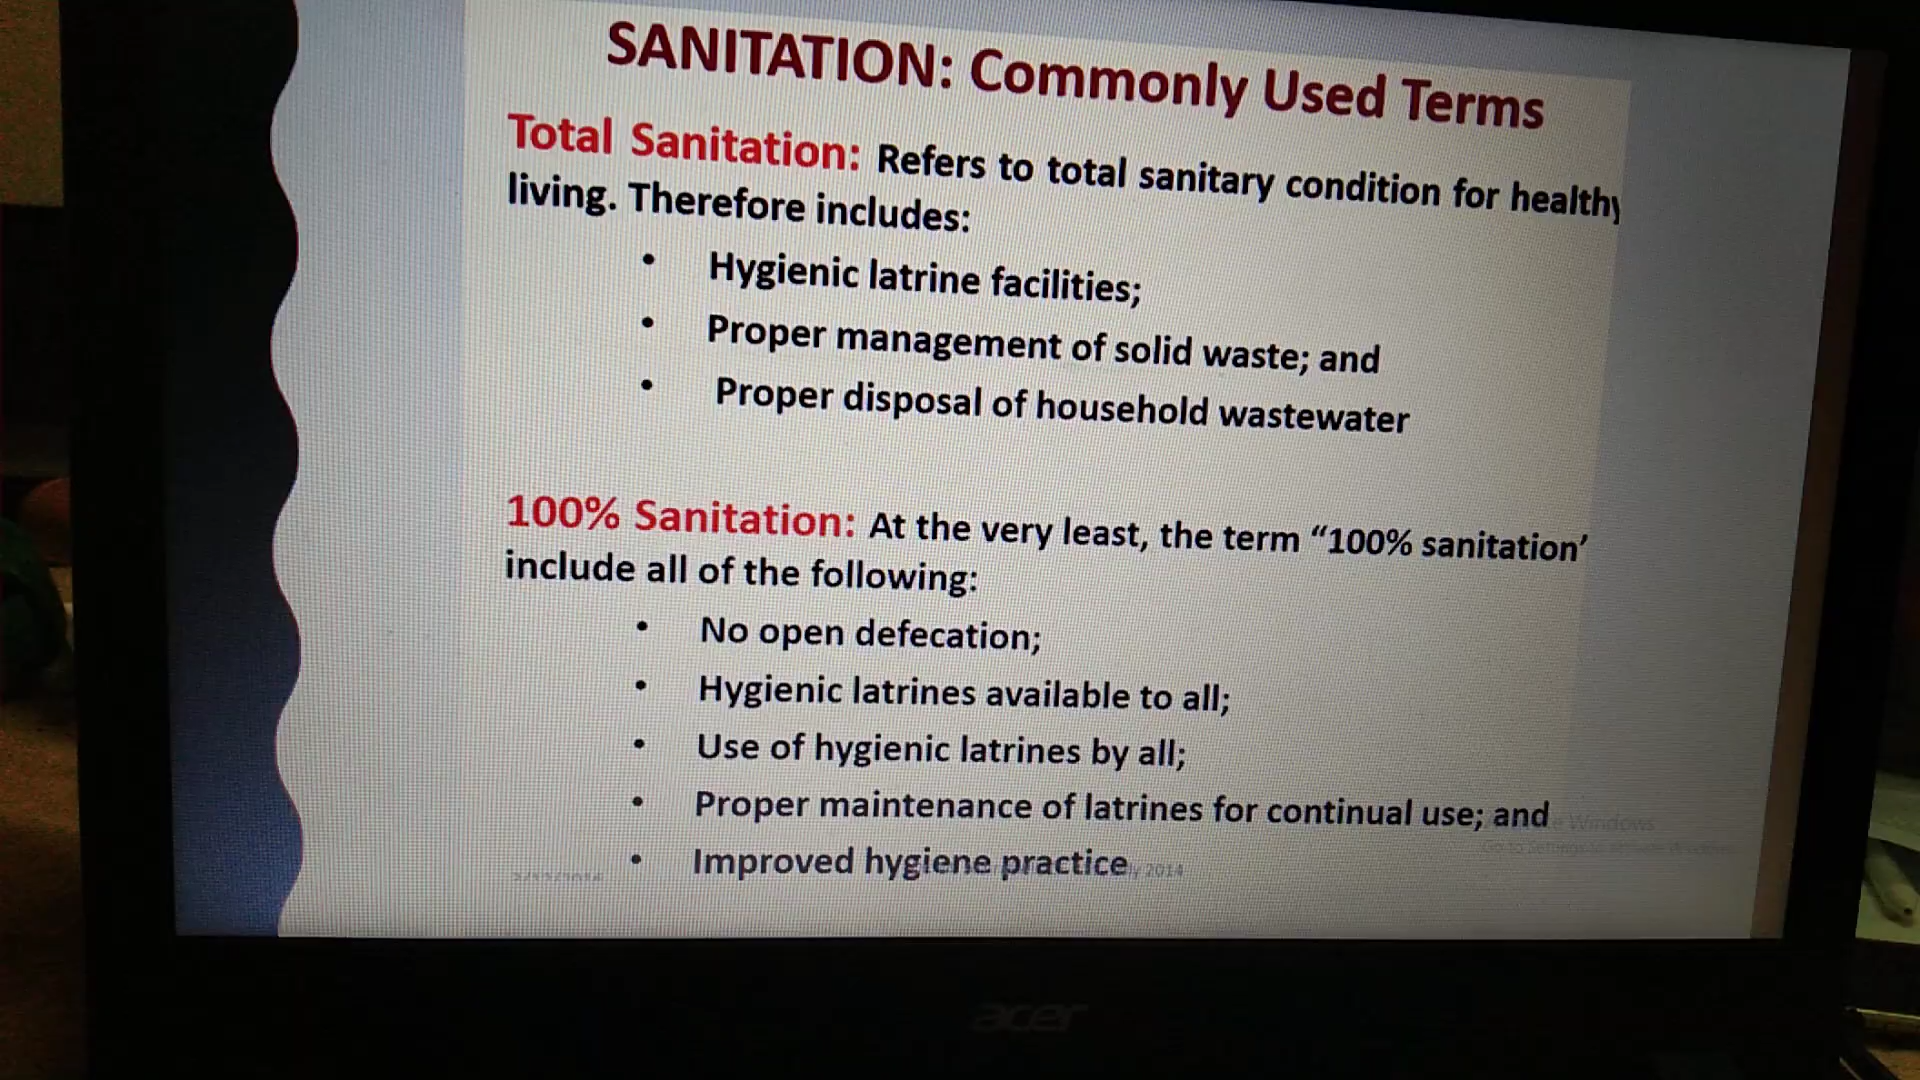 SANITATION: Commonly Used Terms
Total Sanitation: Refers to total sanitary condition for healthy
living. Therefore includes:
• Hygienic latrine facilities;
• Proper management of solid waste; and
• Proper disposal of household wastewater
100% Sanitation: At the very least, the term “100% sanitation’
include all of the following:
• No open defecation;
• Hygienic latrines available to all;
• Use of hygienic latrines by all;
• Proper maintenance of latrines for continual use; and
Windows
• Improved hygiene practice
2014
acer